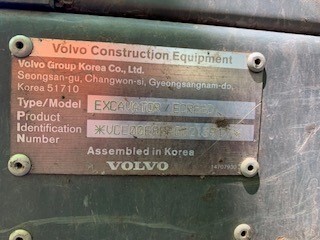 Volvo Construction Equipment
Volvo Group Korea Co., Ltd.
Seongsan-gu, Changwon-si, Gyeongsangnam-do,
Korea 51710
Type/Model EXCAVATOR /
Product
Identification
Number
Assembled in Korea
VOLVO